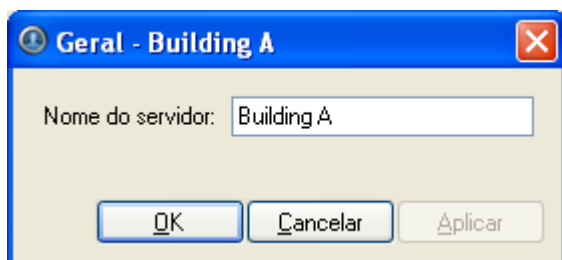 Geral - Building A
Nome do servidor: Building A
OK Cancelar Aplicar